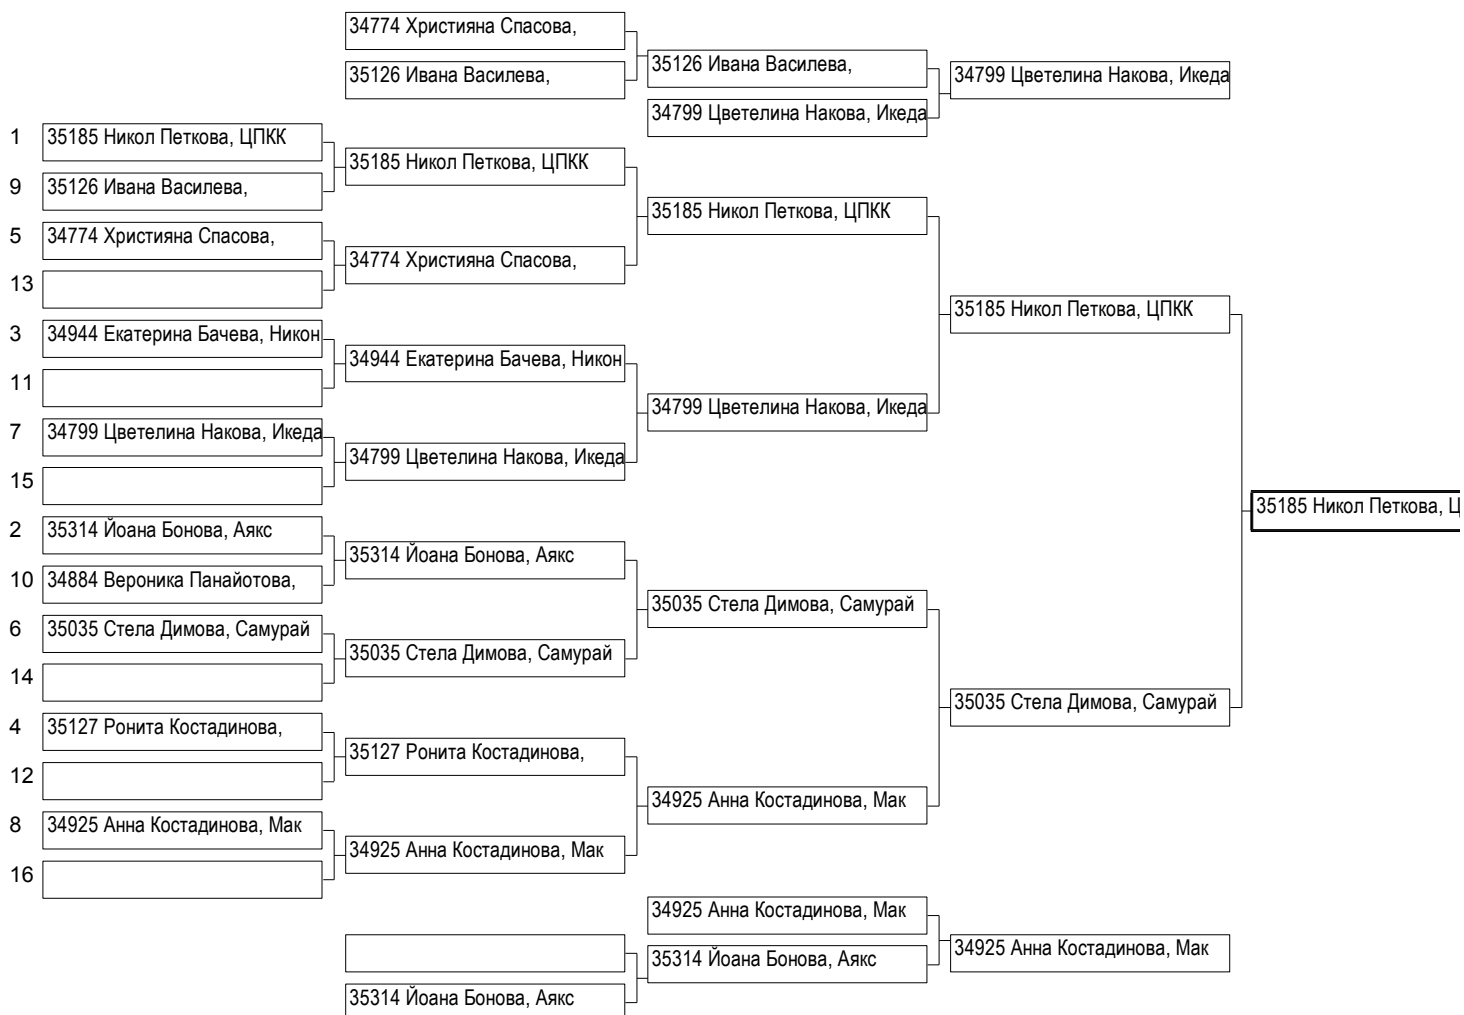 34774 Християна Спасова,
35126 Ивана Василева,
35126 Ивана Василева,
34799 Цветелина Накова, Икеда
34799 Цветелина Накова, Икеда
1 35185 Никол Петкова, ЦПКК
9 35126 Ивана Василева,
5 34774 Християна Спасова,
13
3 34944 Екатерина Бачева, Никон
11
7 34799 Цветелина Накова, Икеда
15
2 35314 Йоана Бонова, Аякс
10 34884 Вероника Панайотова,
6 35035 Стела Димова, Самурай
14
4 35127 Ронита Костадинова,
12
8 34925 Анна Костадинова, Мак
16
35185 Никол Петкова, ЦПКК
34774 Християна Спасова,
34944 Екатерина Бачева, Никон
34799 Цветелина Накова, Икеда
35314 Йоана Бонова, Аякс
35035 Стела Димова, Самурай
35127 Ронита Костадинова,
34925 Анна Костадинова, Мак
35185 Никол Петкова, ЦПКК
34799 Цветелина Накова, Икеда
35035 Стела Димова, Самурай
34925 Анна Костадинова, Мак
35185 Никол Петкова, ЦПКК
35035 Стела Димова, Самурай
35185 Никол Петкова, Ц
34925 Анна Костадинова, Мак
35314 Йоана Бонова, Аякс
35314 Йоана Бонова, Аякс
34925 Анна Костадинова, Мак